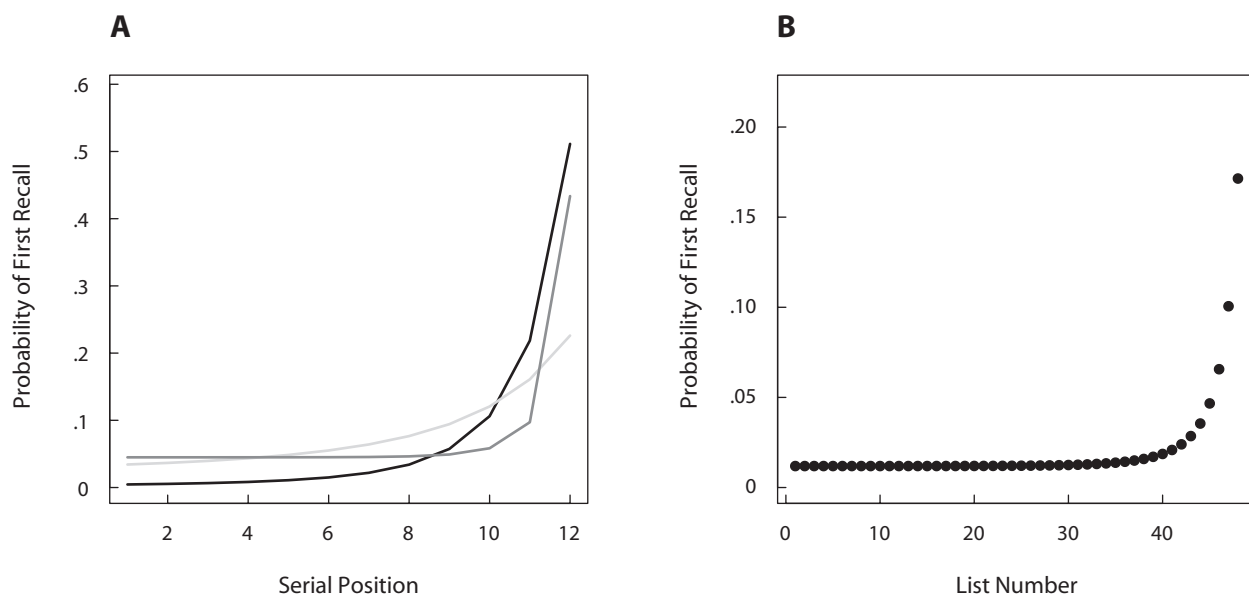 A
Probability of First Recall
.6
.5
.4
.3
.2
.1
0
2 4 6 8 10 12
Serial Position
B
Probability of First Recall
.20
.15
.10
.05
0
0 10 20 30 40
List Number